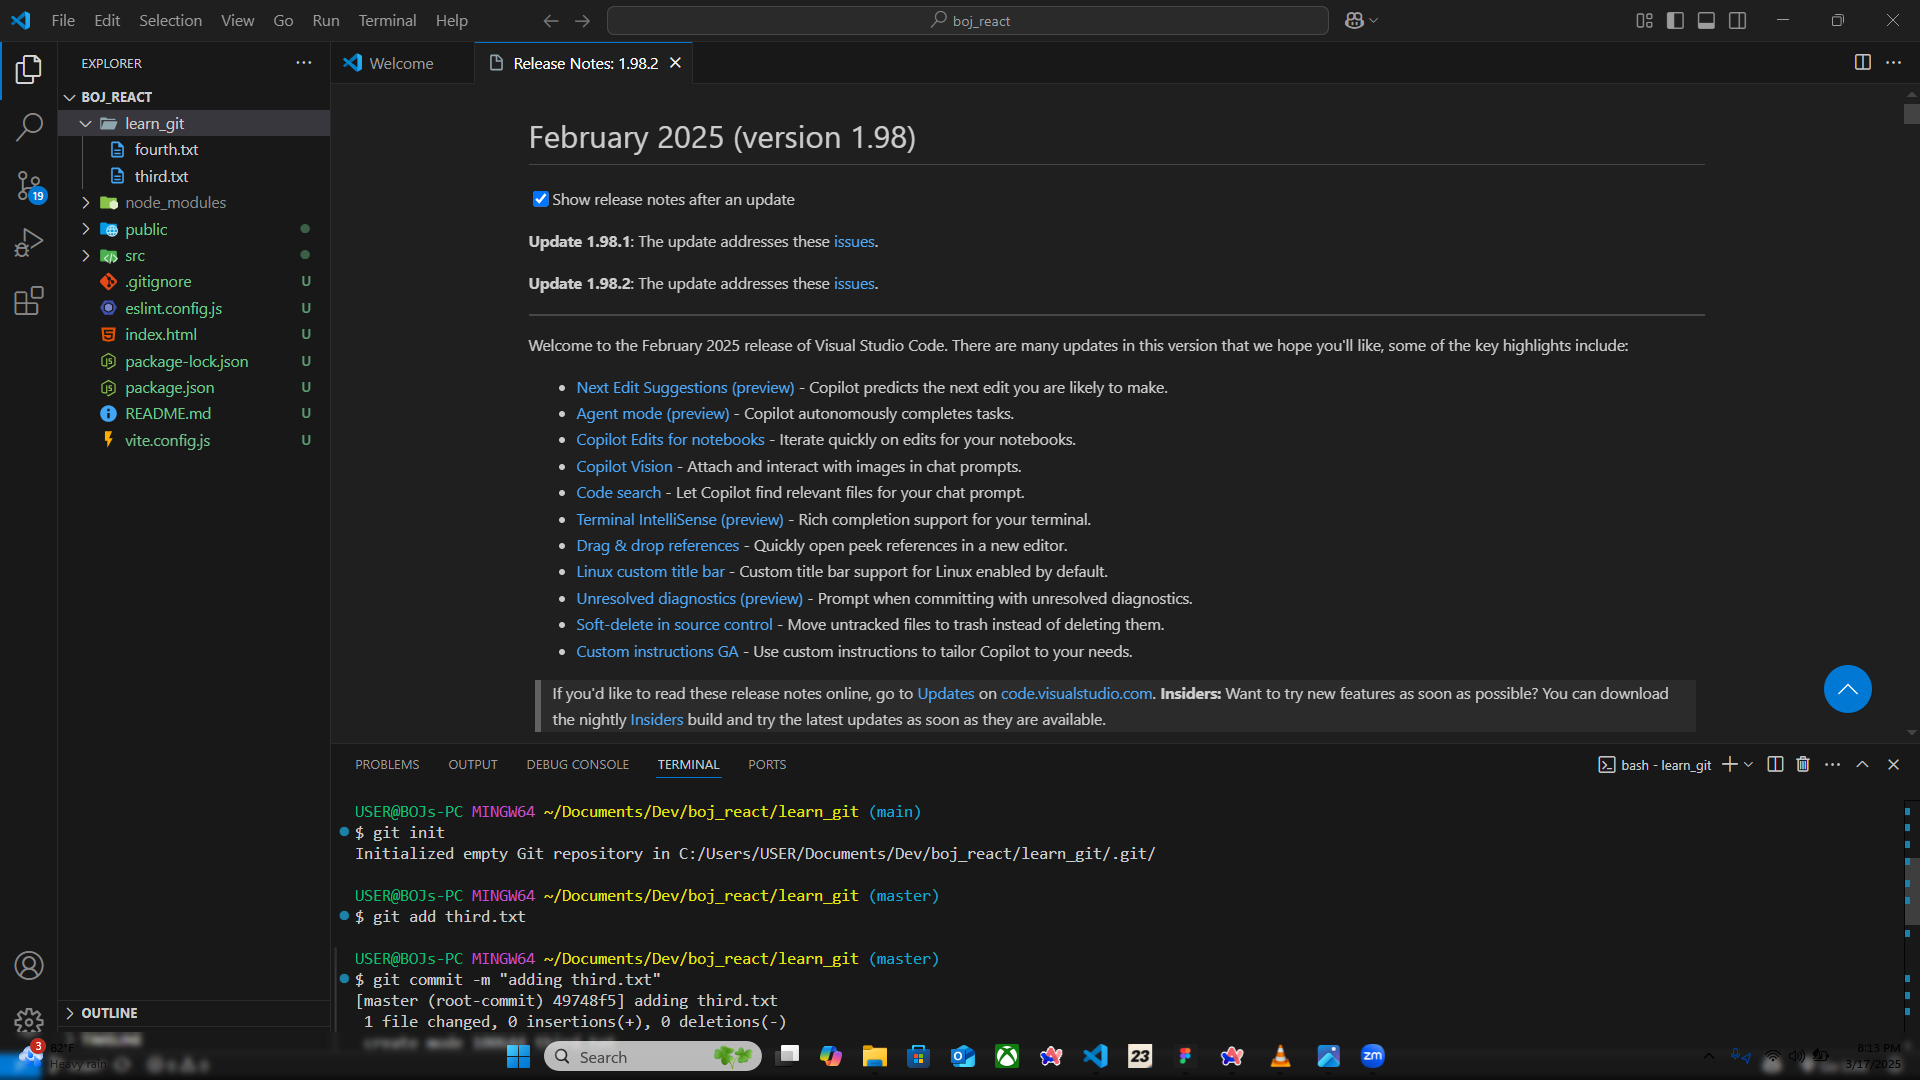 File Edit Selection View Go Run Terminal Help
boj_react
EXPLORER
Welcome
Release Notes: 1.98.2
BOJ_REACT
learn_git
fourth.txt
third.txt
node_modules
public
src
.gitignore U
eslint.config.js U
index.html U
package-lock.json U
package.json U
README.md U
vite.config.js U
19
OUTLINE
TIMELINE
February 2025 (version 1.98)
Show release notes after an update
Update 1.98.1: The update addresses these issues.
Update 1.98.2: The update addresses these issues.
Welcome to the February 2025 release of Visual Studio Code. There are many updates in this version that we hope you'll like, some of the key highlights include:
Next Edit Suggestions (preview) - Copilot predicts the next edit you are likely to make.
Agent mode (preview) - Copilot autonomously completes tasks.
Copilot Edits for notebooks - Iterate quickly on edits for your notebooks.
Copilot Vision - Attach and interact with images in chat prompts.
Code search - Let Copilot find relevant files for your chat prompt.
Terminal IntelliSense (preview) - Rich completion support for your terminal.
Drag & drop references - Quickly open peek references in a new editor.
Linux custom title bar - Custom title bar support for Linux enabled by default.
Unresolved diagnostics (preview) - Prompt when committing with unresolved diagnostics.
Soft-delete in source control - Move untracked files to trash instead of deleting them.
Custom instructions GA - Use custom instructions to tailor Copilot to your needs.
If you'd like to read these release notes online, go to Updates on code.visualstudio.com. Insiders: Want to try new features as soon as possible? You can download
the nightly Insiders build and try the latest updates as soon as they are available.
PROBLEMS OUTPUT DEBUG CONSOLE TERMINAL PORTS
bash - learn_git
USER@BOJs-PC MINGW64 ~/Documents/Dev/boj_react/learn_git (main)
$ git init
Initialized empty Git repository in C:/Users/USER/Documents/Dev/boj_react/learn_git/.git/
USER@BOJs-PC MINGW64 ~/Documents/Dev/boj_react/learn_git (master)
$ git add third.txt
USER@BOJs-PC MINGW64 ~/Documents/Dev/boj_react/learn_git (master)
$ git commit -m "adding third.txt"
[master (root-commit) 49748f5] adding third.txt
1 file changed, 0 insertions(+), 0 deletions(-)
3
82°F
Heavy rain
Search
23
zm
8:13 PM
3/17/2025